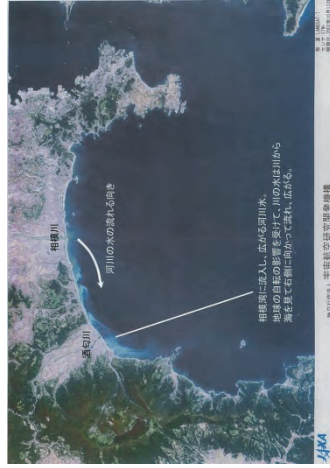 相模川
酒匂川
河川の水の流れる向き
相模湾に流入し、広がる河川水。
地球の自転の影響を受けて、川の水は川から
海を見て右側に向かって流れ、広がる。
宇宙航空研究開発機構
JAXA